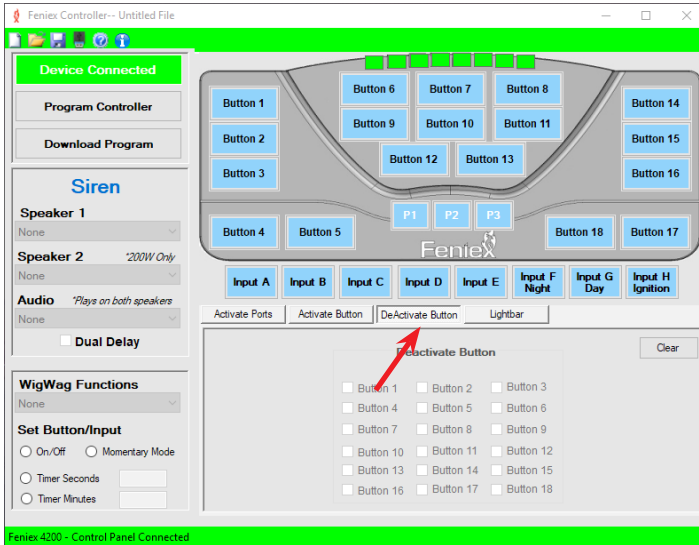 Feniex Controller-- Untitled File
Device Connected
Program Controller
Download Program
Siren
Speaker 1
None
Speaker 2 *200W Only
None
Audio *Plays on both speakers
None
Dual Delay
WigWag Functions
None
Set Button/Input
On/Off Momentary Mode
Timer Seconds
Timer Minutes
Button 6 Button 7 Button 8
Button 1 Button 14
Button 9 Button 10 Button 11
Button 2 Button 15
Button 12 Button 13
Button 3 Button 16
P1 P2 P3
Button 4 Button 5 Button 18 Button 17
Feniex
Input A Input B Input C Input D Input E Input F Night Input G Day Input H Ignition
Activate Ports Activate Button DeActivate Button Lightbar
Deactivate Button Clear
Button 1 Button 2 Button 3
Button 4 Button 5 Button 6
Button 7 Button 8 Button 9
Button 10 Button 11 Button 12
Button 13 Button 14 Button 15
Button 16 Button 17 Button 18
Feniex 4200 - Control Panel Connected